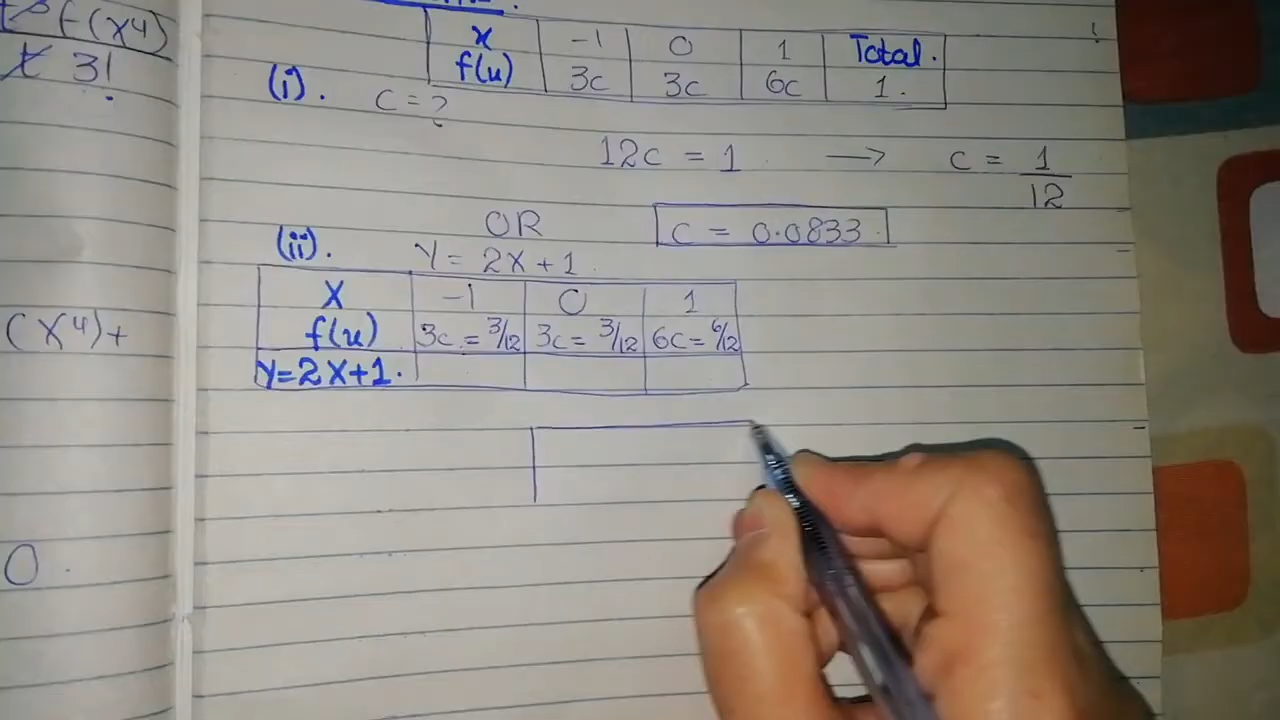 f(x4)
3!
x -1 0 1 Total.
f(x) 3c 3c 6c 1.
(i). c = ?
12c = 1 → c = 1/12
OR c = 0.0833
(ii). Y = 2X + 1
X -1 0 1
f(x) 3c = 3/12 3c = 3/12 6c = 6/12
Y=2X+1.
(X4)+
0.